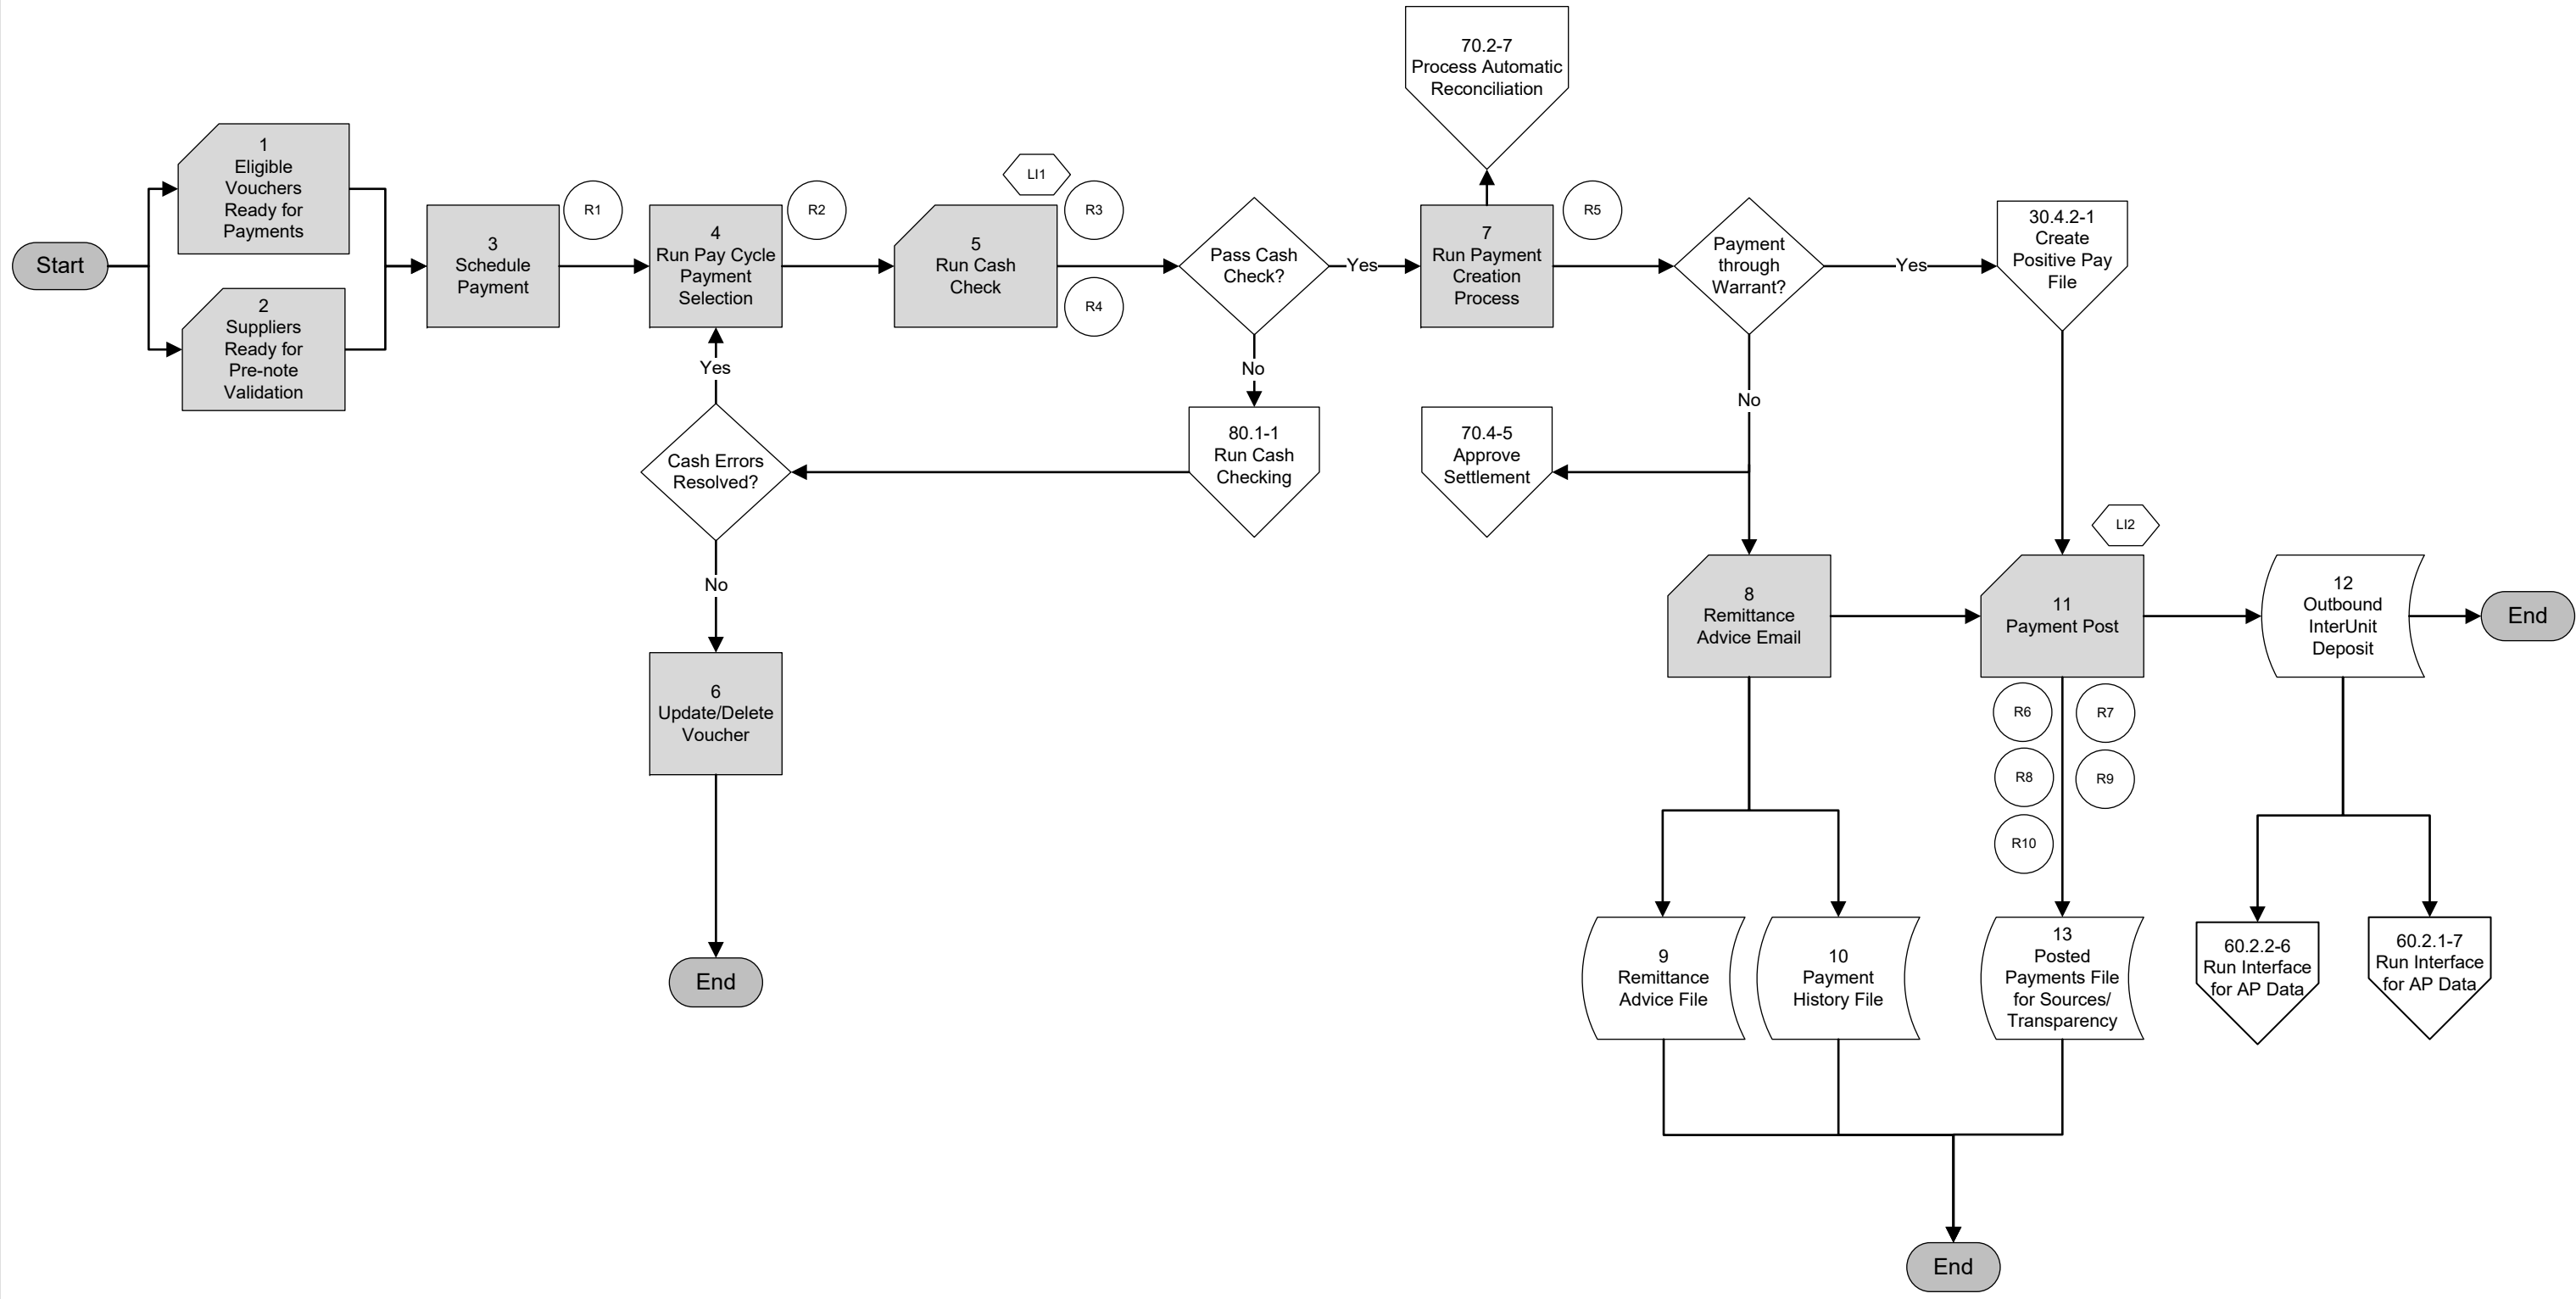 70.2-7
Process Automatic
Reconciliation
1
Eligible
Vouchers
Ready for
Payments
2
Suppliers
Ready for
Pre-note
Validation
Start
3
Schedule
Payment
R1
4
Run Pay Cycle
Payment
Selection
R2
LI1
5
Run Cash
Check
R3
R4
Pass Cash
Check?
Yes
No
7
Run Payment
Creation
Process
R5
Payment
through
Warrant?
Yes
No
30.4.2-1
Create
Positive Pay
File
Yes
Cash Errors
Resolved?
No
80.1-1
Run Cash
Checking
70.4-5
Approve
Settlement
6
Update/Delete
Voucher
End
8
Remittance
Advice Email
LI2
11
Payment Post
12
Outbound
InterUnit
Deposit
End
R6
R7
R8
R9
R10
9
Remittance
Advice File
10
Payment
History File
13
Posted
Payments File
for Sources/
Transparency
60.2.2-6
Run Interface
for AP Data
60.2.1-7
Run Interface
for AP Data
End